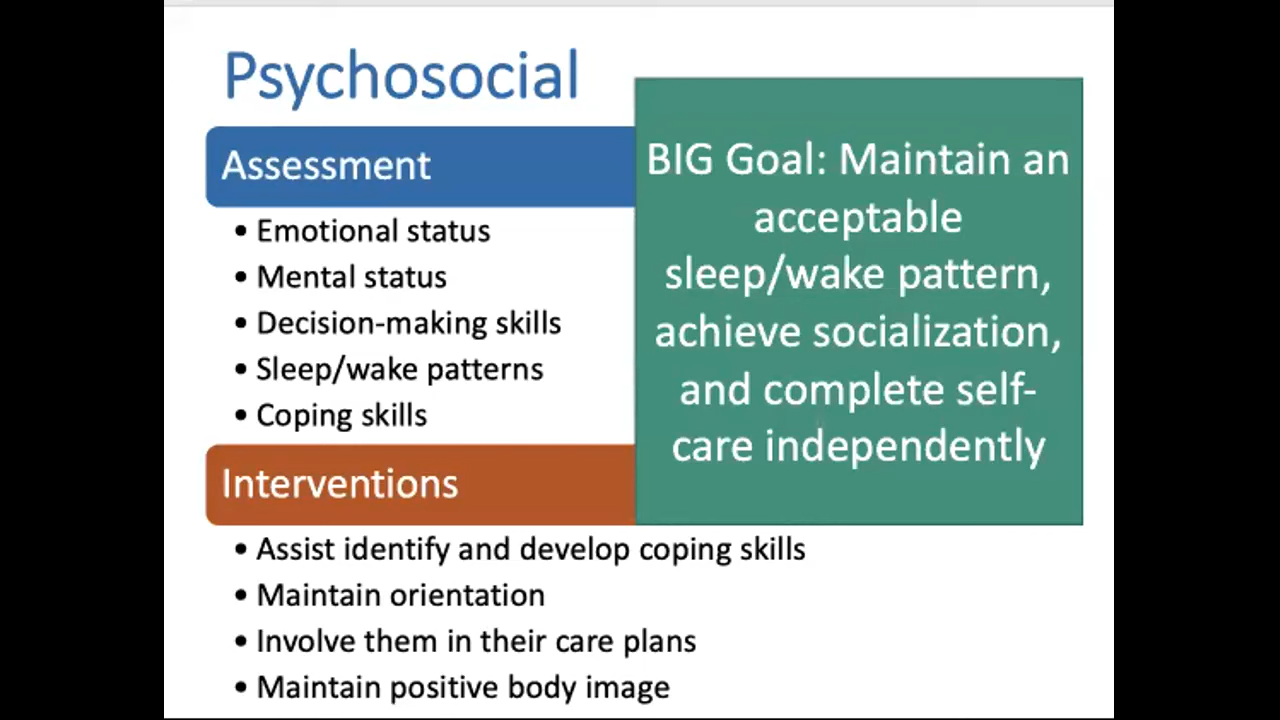 Psychosocial
Assessment
• Emotional status
• Mental status
• Decision-making skills
• Sleep/wake patterns
• Coping skills
BIG Goal: Maintain an
acceptable
sleep/wake pattern,
achieve socialization,
and complete self-
care independently
Interventions
• Assist identify and develop coping skills
• Maintain orientation
• Involve them in their care plans
• Maintain positive body image